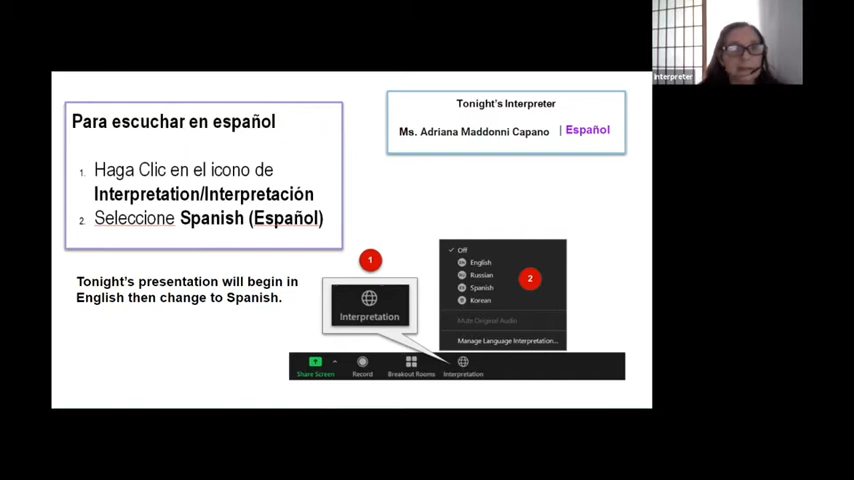 Interpreter
Tonight's Interpreter
Ms. Adriana Maddonni Capano | Español
Para escuchar en español
1. Haga Clic en el icono de
Interpretation/Interpretación
2. Seleccione Spanish (Español)
Tonight's presentation will begin in
English then change to Spanish.
1
Interpretation
Off
English
Russian
Spanish
Korean
2
Mute Original Audio
Manage Language Interpretation...
Share Screen
Record
Breakout Rooms
Interpretation